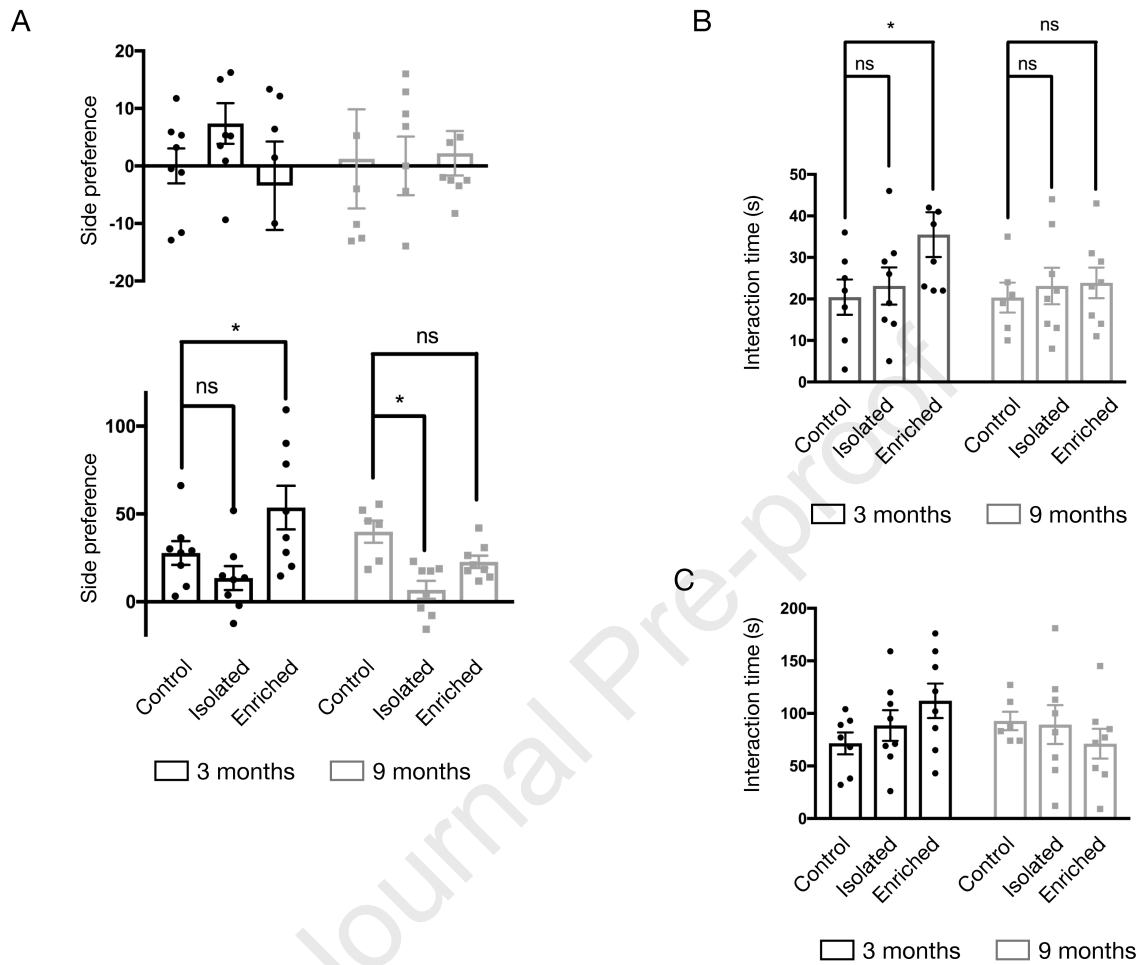 A
20
10
0
-10
-20
Side preference
*
ns
ns
*
100
50
0
Side preference
Control
Isolated
Enriched
Control
Isolated
Enriched
3 months
9 months
B
*
ns
ns
ns
50
40
30
20
10
0
Interaction time (s)
Control
Isolated
Enriched
Control
Isolated
Enriched
3 months
9 months
C
200
150
100
50
0
Interaction time (s)
Control
Isolated
Enriched
Control
Isolated
Enriched
3 months
9 months
Journal Pre-proof